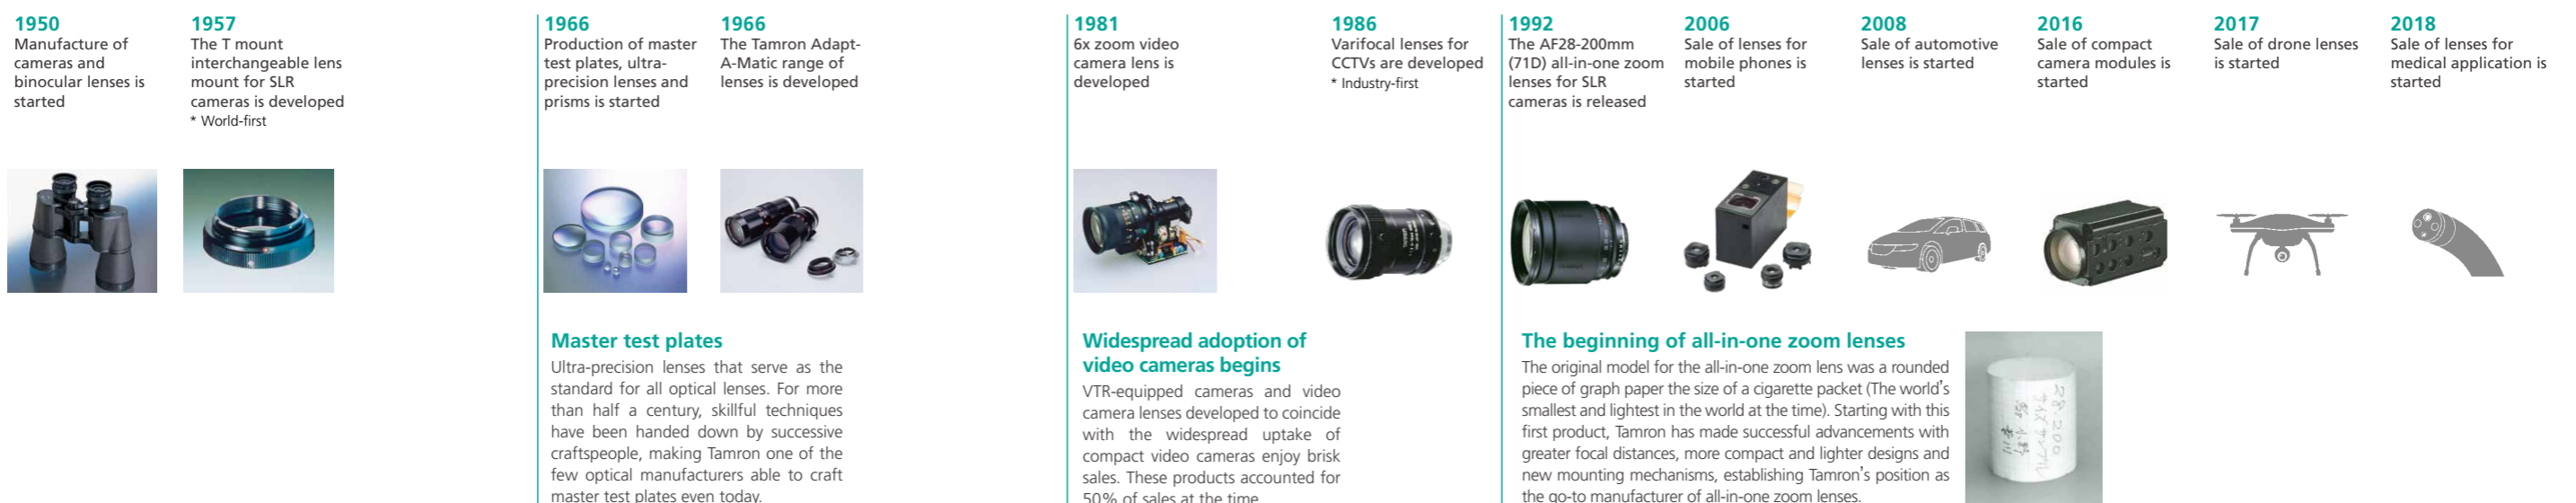 1950
Manufacture of
cameras and
binocular lenses is
started
1957
The T mount
interchangeable lens
mount for SLR
cameras is developed
* World-first
1966
Production of master
test plates, ultra-
precision lenses and
prisms is started
1966
The Tamron Adapt-
A-Matic range of
lenses is developed
1981
6x zoom video
camera lens is
developed
1986
Varifocal lenses for
CCTVs are developed
* Industry-first
1992
The AF28-200mm
(71D) all-in-one zoom
lenses for SLR
cameras is released
2006
Sale of lenses for
mobile phones is
started
2008
Sale of automotive
lenses is started
2016
Sale of compact
camera modules is
started
2017
Sale of drone lenses
is started
2018
Sale of lenses for
medical application is
started
Master test plates
Ultra-precision lenses that serve as the
standard for all optical lenses. For more
than half a century, skillful techniques
have been handed down by successive
craftspeople, making Tamron one of the
few optical manufacturers able to craft
master test plates even today.
Widespread adoption of
video cameras begins
VTR-equipped cameras and video
camera lenses developed to coincide
with the widespread uptake of
compact video cameras enjoy brisk
sales. These products accounted for
50% of sales at the time.
The beginning of all-in-one zoom lenses
The original model for the all-in-one zoom lens was a rounded
piece of graph paper the size of a cigarette packet (The world's
smallest and lightest in the world at the time). Starting with this
first product, Tamron has made successful advancements with
greater focal distances, more compact and lighter designs and
new mounting mechanisms, establishing Tamron's position as
the go-to manufacturer of all-in-one zoom lenses.
28 200